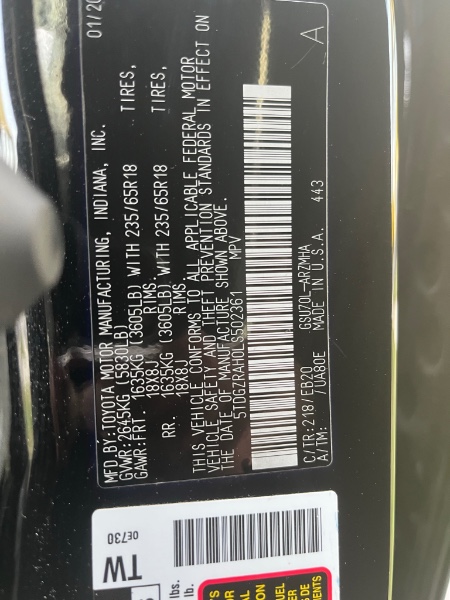 MFD.BY:TOYOTA MOTOR MANUFACTURING, INDIANA, INC. 01/20
GVWR:2645KG (5830LB)
GAWR:FRT. 1635KG (3605LB) WITH 235/65R18 TIRES,
18X8J RIMS.
RR. 1635KG (3605LB) WITH 235/65R18 TIRES,
18X8J RIMS.
THIS VEHICLE CONFORMS TO ALL APPLICABLE FEDERAL MOTOR
VEHICLE SAFETY AND THEFT PREVENTION STANDARDS IN EFFECT ON
THE DATE OF MANUFACTURE SHOWN ABOVE.
5TDGZRAH0LS502361 MPV
C/TR:218/EB20 GSU70L-ARZMHA
A/TM: /UA80E MADE IN U.S.A. 443 A
TW 0E730
lbs.
lb.